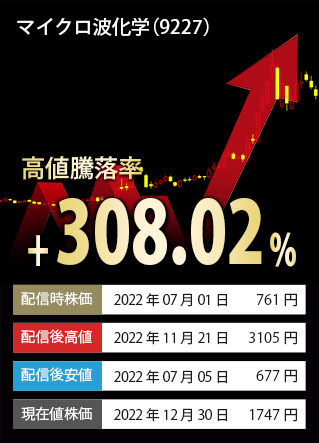 マイクロ波化学（9227）
高値騰落率
+308.02%
配信時株価 2022年07月01日 761円
配信後高値 2022年11月21日 3105円
配信後安値 2022年07月05日 677円
現在値株価 2022年12月30日 1747円